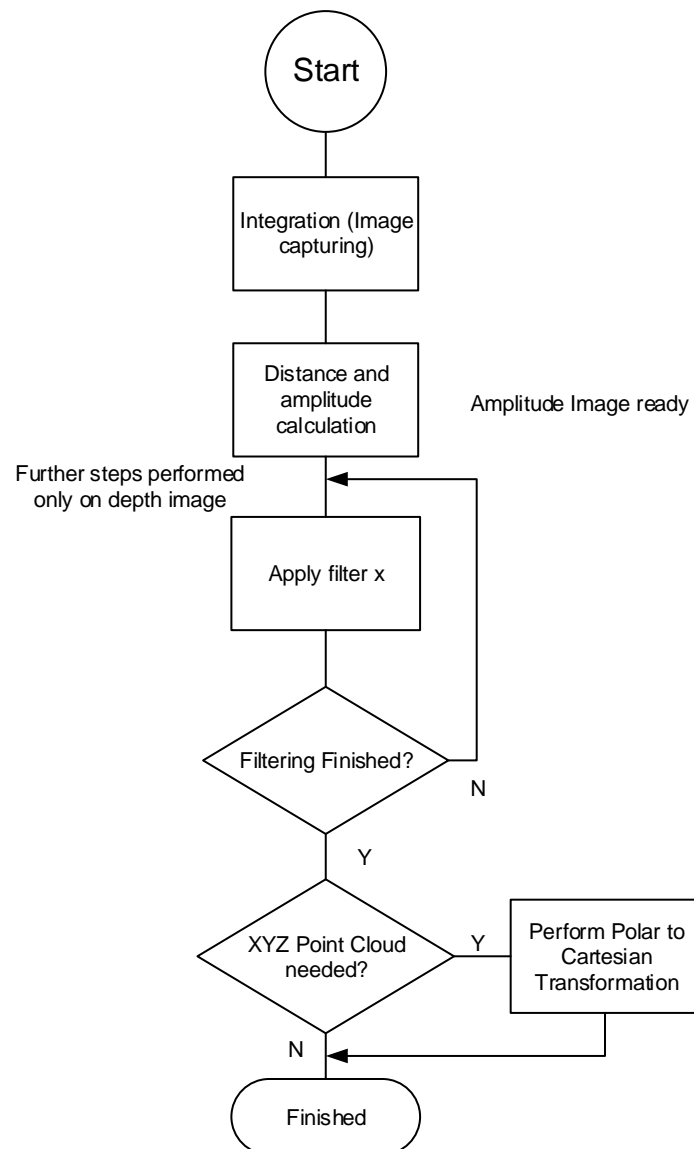 Start
Integration (Image
capturing)
Distance and
amplitude
calculation
Amplitude Image ready
Further steps performed
only on depth image
Apply filter x
Filtering Finished?
N
Y
XYZ Point Cloud
needed?
Y
Perform Polar to
Cartesian
Transformation
N
Finished